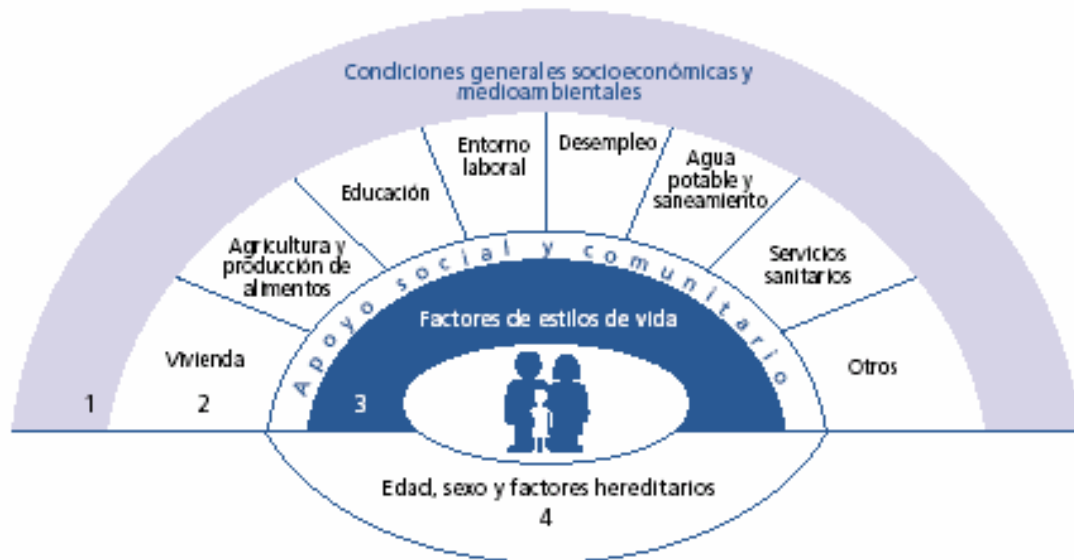 Condiciones generales socioeconómicas y
medioambientales
Entorno
laboral
Desempleo
Agua
potable y
saneamiento
Educación
Agricultura y
producción de
alimentos
Servicios
sanitarios
Apoyo social y comunitario
Factores de estilos de vida
Vivienda
Otros
1
2
3
Edad, sexo y factores hereditarios
4